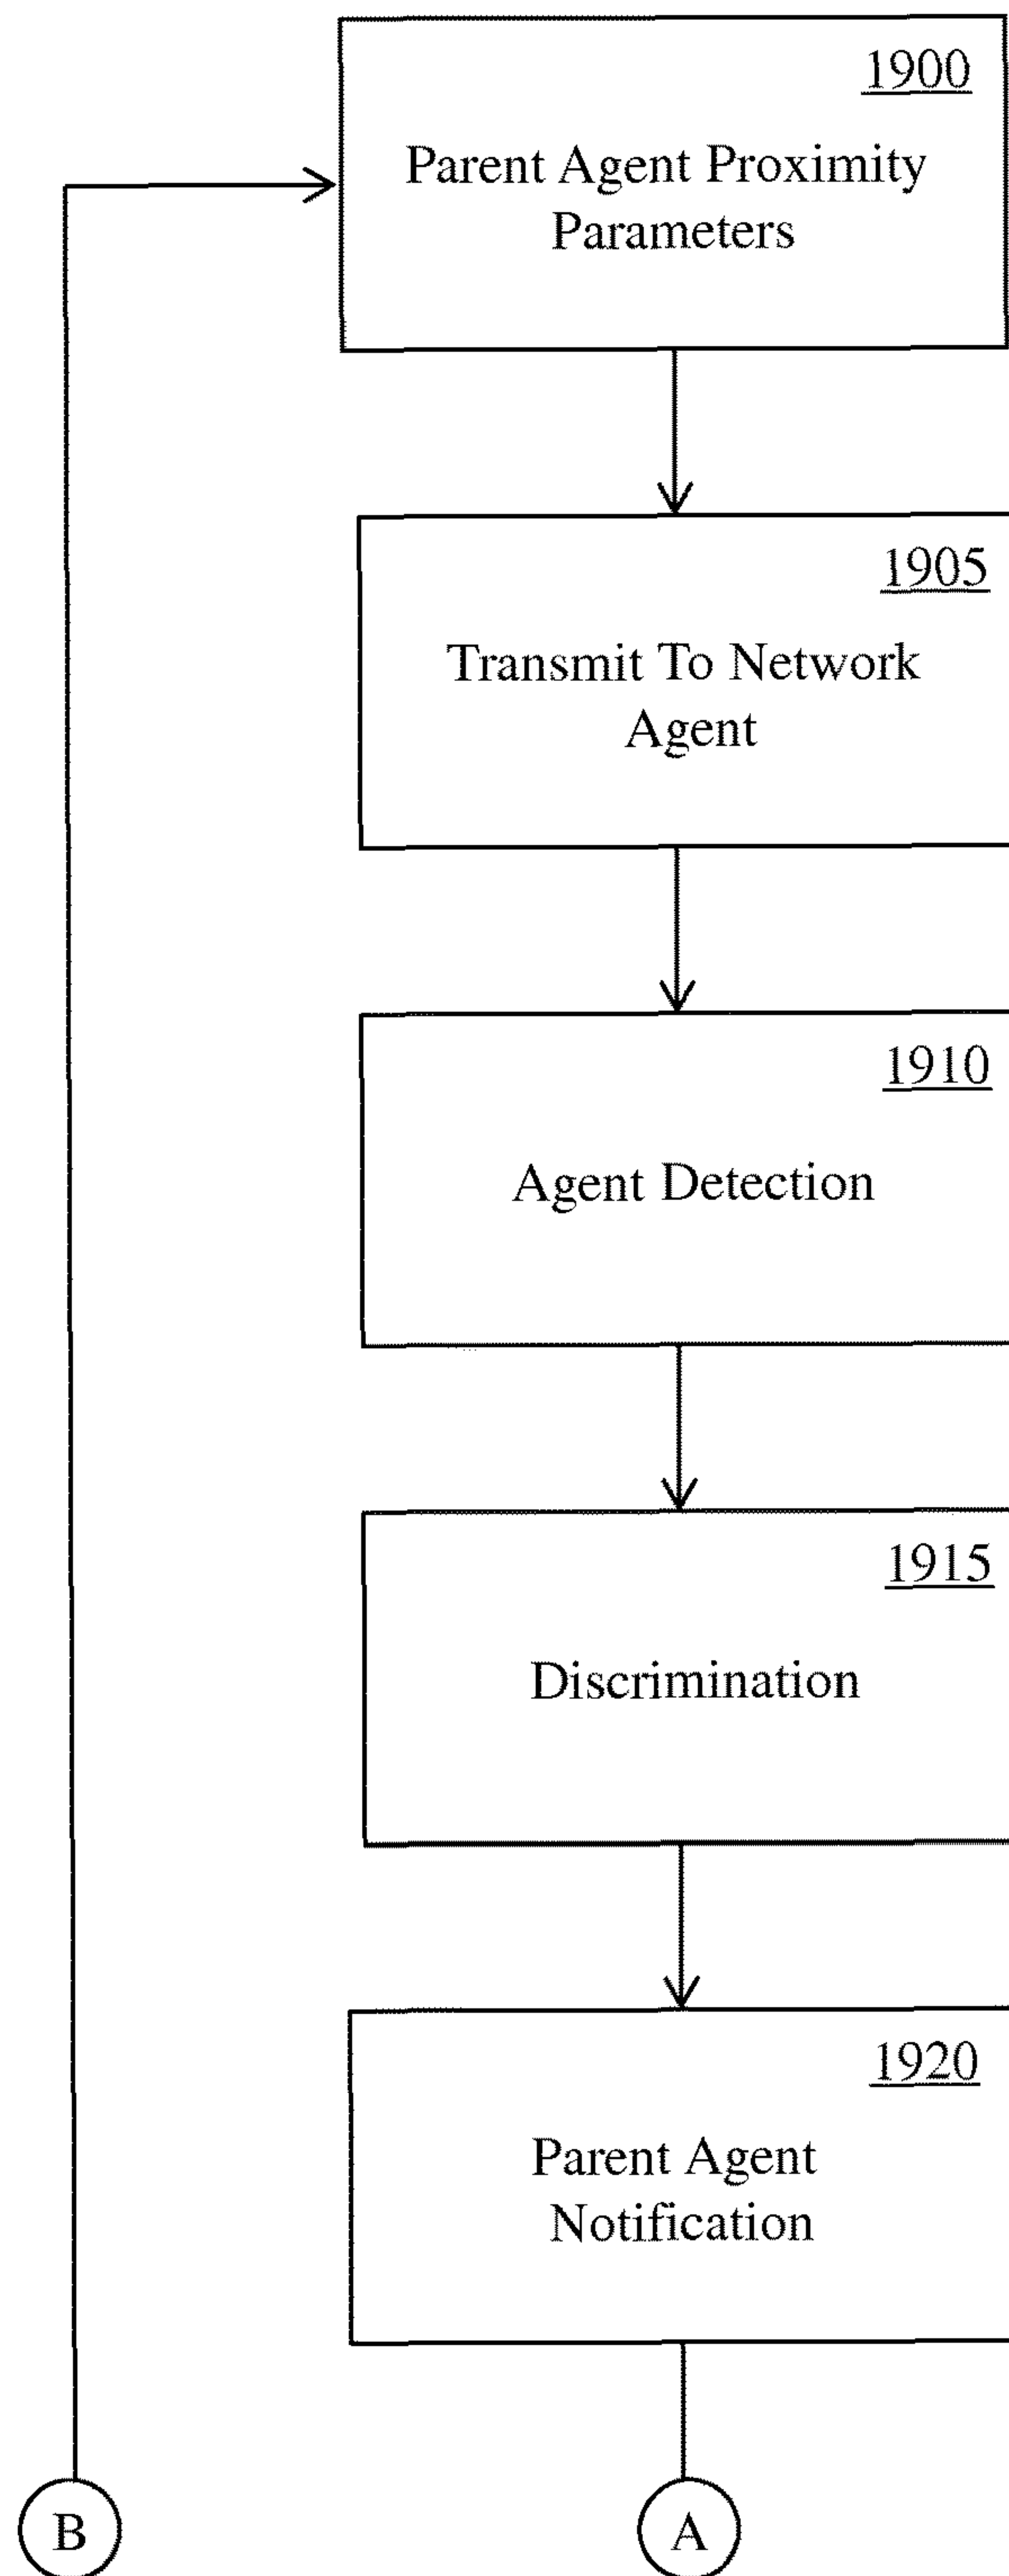 1900
Parent Agent Proximity
Parameters
1905
Transmit To Network
Agent
1910
Agent Detection
1915
Discrimination
1920
Parent Agent
Notification
B
A